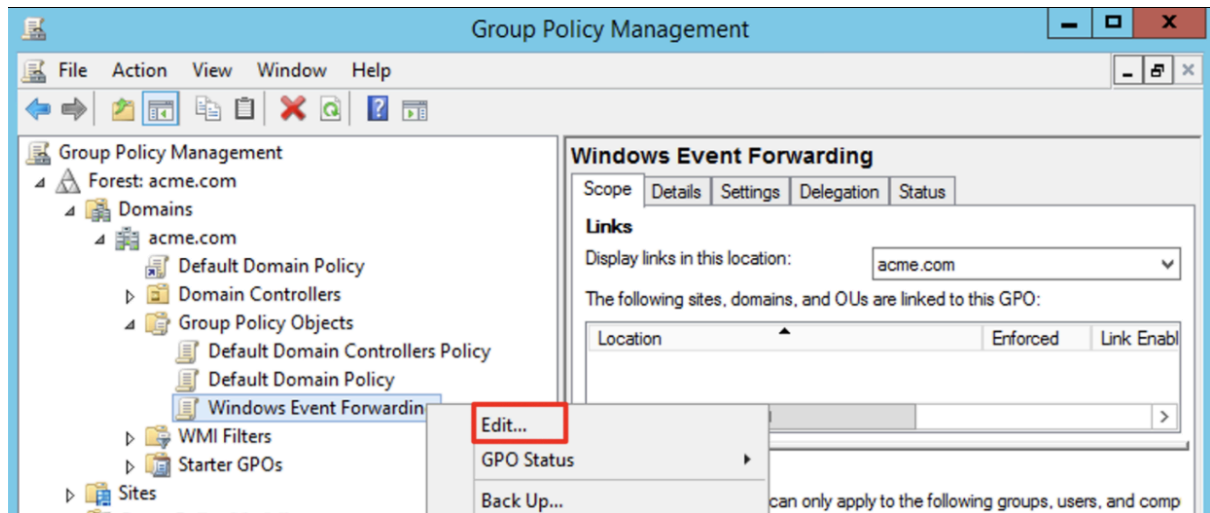 Group Policy Management
File Action View Window Help
Group Policy Management
Forest: acme.com
Domains
acme.com
Default Domain Policy
Domain Controllers
Group Policy Objects
Default Domain Controllers Policy
Default Domain Policy
Windows Event Forwardin
WMI Filters
Starter GPOs
Sites
Windows Event Forwarding
Scope Details Settings Delegation Status
Links
Display links in this location: acme.com
The following sites, domains, and OUs are linked to this GPO:
Location Enforced Link Enabl
Edit...
GPO Status
Back Up...
can only apply to the following groups, users, and comp